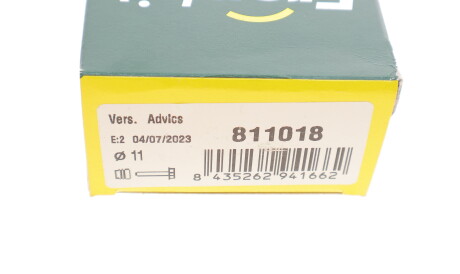 Vers. Advics
E:2 04/07/2023
811018
Ø 11
8 435262 941662